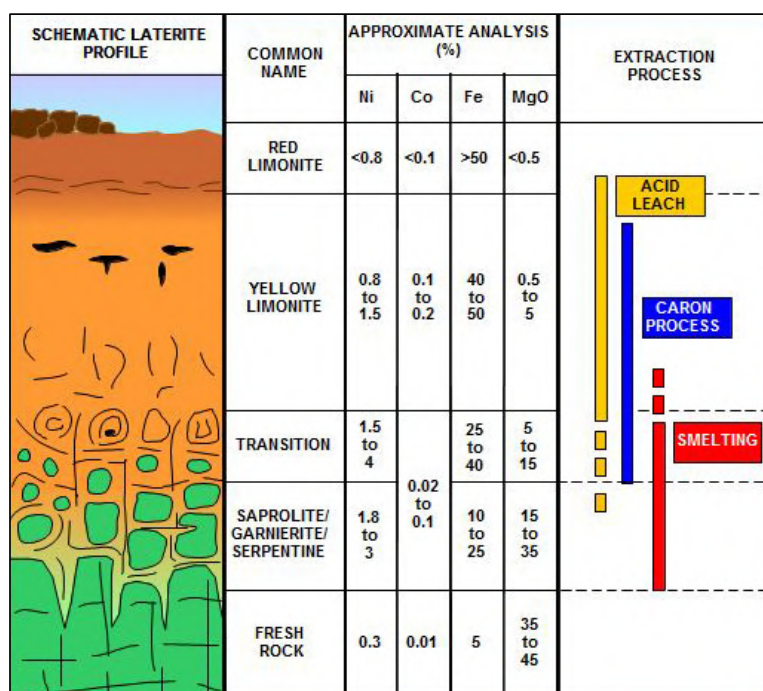 SCHEMATIC LATERITE
PROFILE
COMMON
NAME
APPROXIMATE ANALYSIS
(%)
Ni
Co
Fe
MgO
EXTRACTION
PROCESS
RED
LIMONITE
<0.8
<0.1
>50
<0.5
ACID
LEACH
YELLOW
LIMONITE
0.8
to
1.5
0.1
to
0.2
40
to
50
0.5
to
5
CARON
PROCESS
TRANSITION
1.5
to
4
0.02
to
0.1
25
to
40
5
to
15
SMELTING
SAPROLITE/
GARNIERITE/
SERPENTINE
1.8
to
3
10
to
25
15
to
35
FRESH
ROCK
0.3
0.01
5
35
to
45